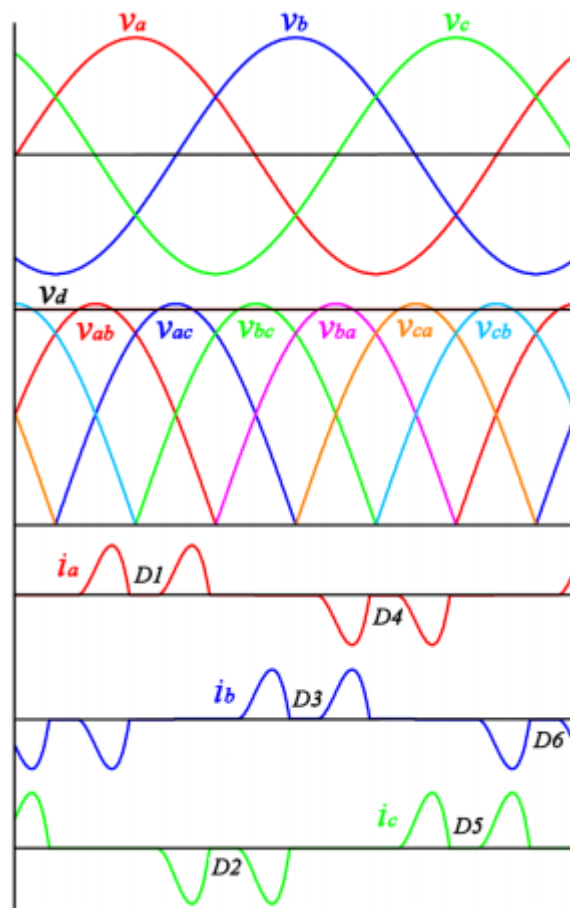 va vb vc
vd
vab vac vbc vba vca vcb
ia D1
D4
ib D3
D6
ic D5
D2